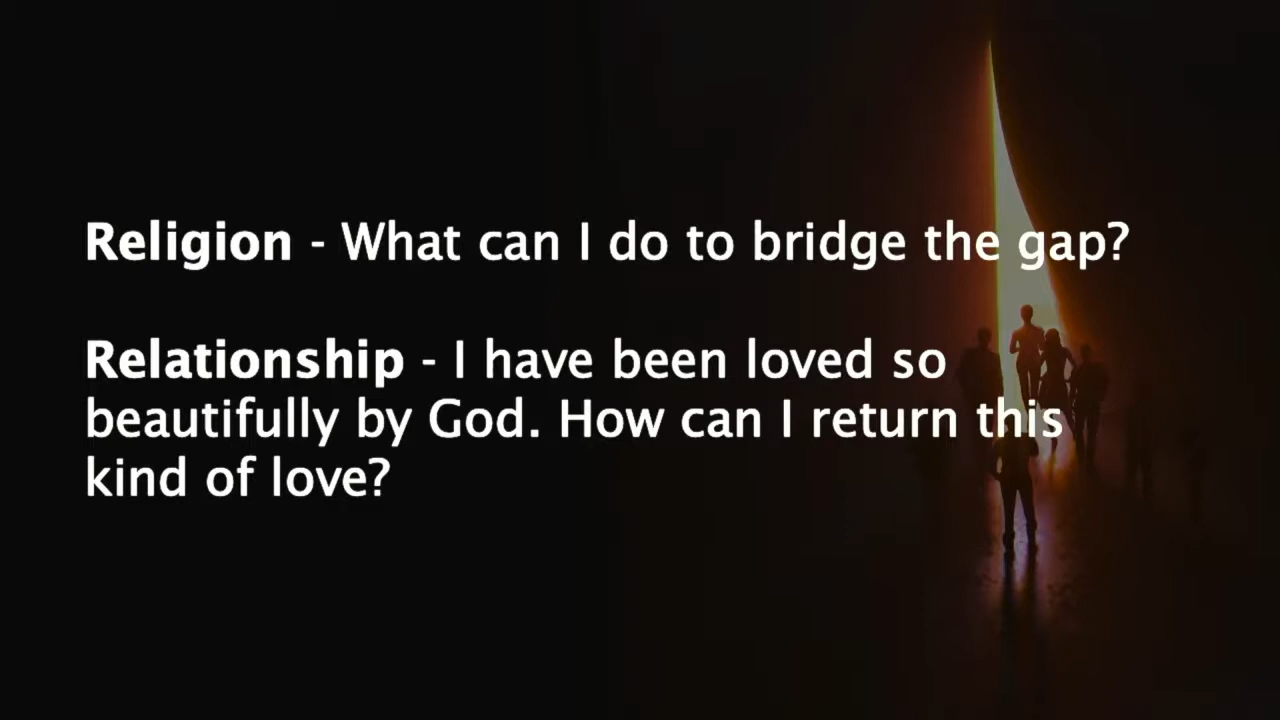 Religion - What can I do to bridge the gap?
Relationship - I have been loved so
beautifully by God. How can I return this
kind of love?